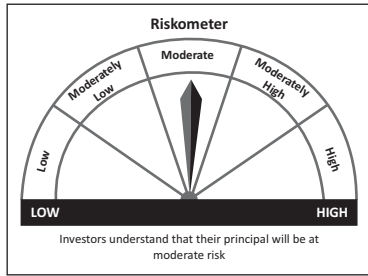 Riskometer
Moderately
Low
Moderate
Moderately
High
Low
High
LOW
HIGH
Investors understand that their principal will be at
moderate risk